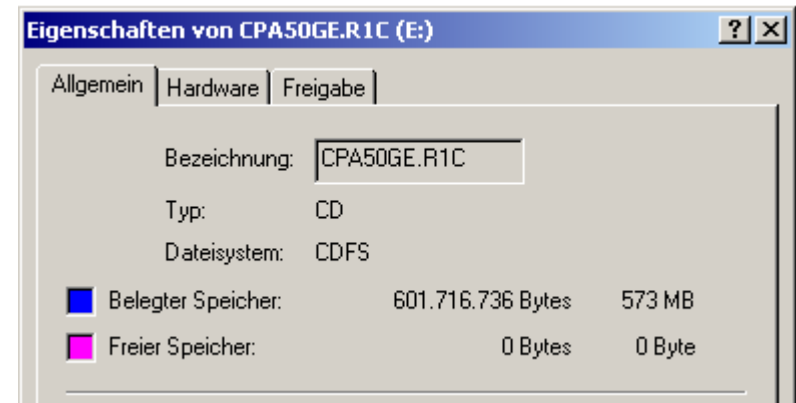 Eigenschaften von CPA50GE.R1C (E:)
Allgemein Hardware Freigabe
Bezeichnung: CPA50GE.R1C
Typ: CD
Dateisystem: CDFS
Belegter Speicher: 601.716.736 Bytes 573 MB
Freier Speicher: 0 Bytes 0 Byte